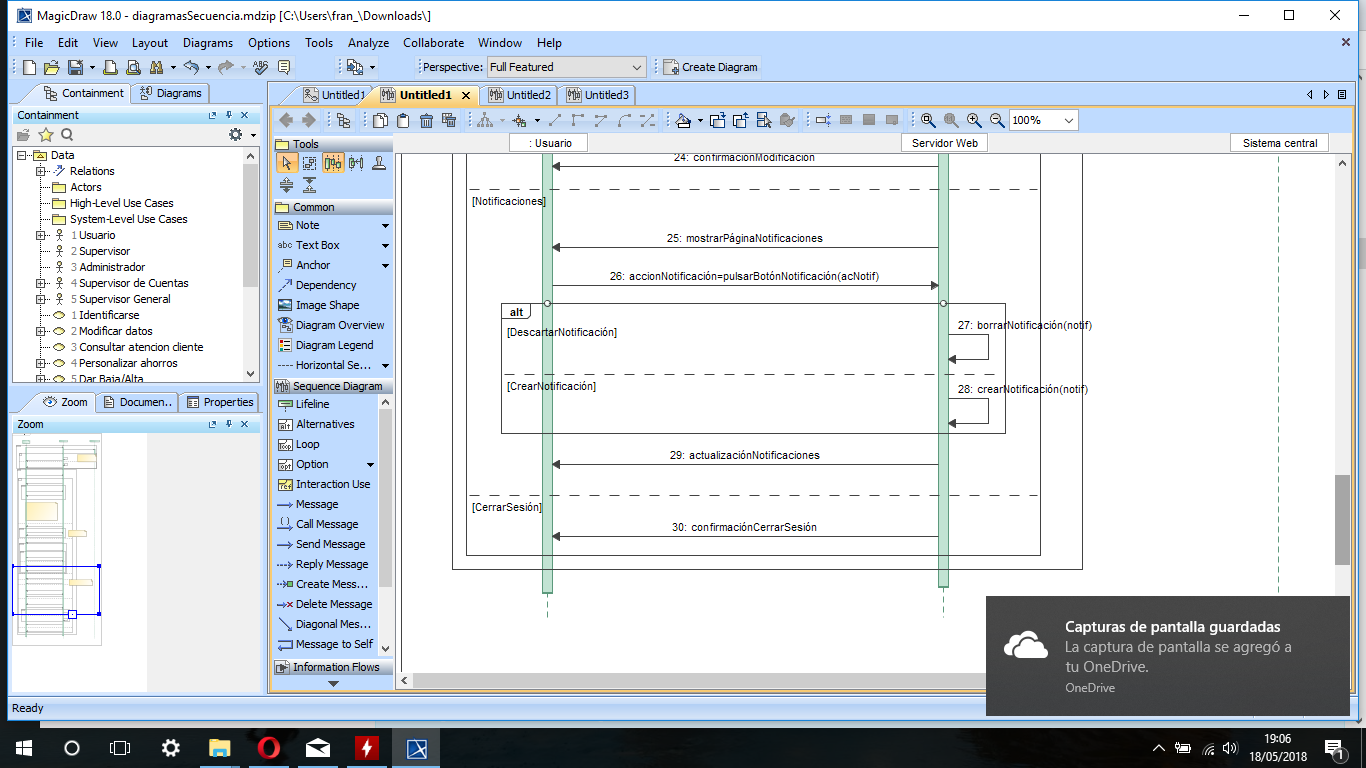 MagicDraw 18.0 - diagramasSecuencia.mdzip [C:\Users\fran_\Downloads\]
File Edit View Layout Diagrams Options Tools Analyze Collaborate Window Help
Perspective: Full Featured Create Diagram
Containment Diagrams
Untitled1 Untitled1 Untitled2 Untitled3
Containment
100%
Data
Relations
Actors
High-Level Use Cases
System-Level Use Cases
1 Usuario
2 Supervisor
3 Administrador
4 Supervisor de Cuentas
5 Supervisor General
1 Identificarse
2 Modificar datos
3 Consultar atencion cliente
4 Personalizar ahorros
5 Dar Baja/Alta
Zoom Documen.. Properties
Zoom
Tools
Common
Note
abc Text Box
Anchor
Dependency
Image Shape
Diagram Overview
Diagram Legend
Horizontal Se...
Sequence Diagram
Lifeline
Alternatives
Loop
Option
Interaction Use
Message
Call Message
Send Message
Reply Message
Create Mess...
Delete Message
Diagonal Mes...
Message to Self
Information Flows
: Usuario Servidor Web Sistema central
24: confirmacionModificacion
[Notificaciones]
25: mostrarPáginaNotificaciones
26: accionNotificación=pulsarBotónNotificación(acNotif)
alt
[DescartarNotificación]
27: borrarNotificación(notif)
[CrearNotificación]
28: crearNotificación(notif)
29: actualizaciónNotificaciones
[CerrarSesión]
30: confirmaciónCerrarSesión
Capturas de pantalla guardadas
La captura de pantalla se agregó a
tu OneDrive.
OneDrive
Ready
19:06
18/05/2018
1